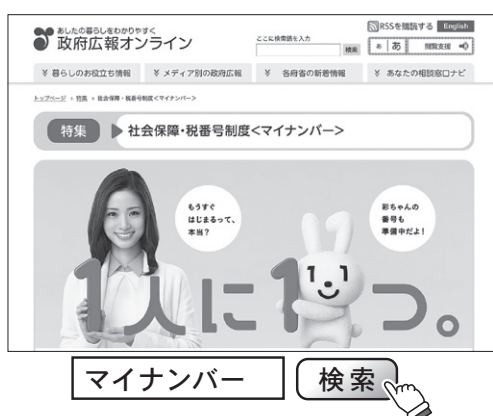 あしたの暮らしをわかりやすく
政府広報オンライン
ここに検索語を入力
検索
RSSを購読する
English
あ
あ
閲覧支援
暮らしのお役立ち情報
メディア別の政府広報
各府省の新着情報
あなたの相談窓口ナビ
トップページ > 特集 > 社会保障・税番号制度<マイナンバー>
特集
社会保障・税番号制度<マイナンバー>
もうすぐ
はじまるって、
本当?
彩ちゃんの
番号も
準備中だよ!
1人に1つ。
マイナンバー
検索